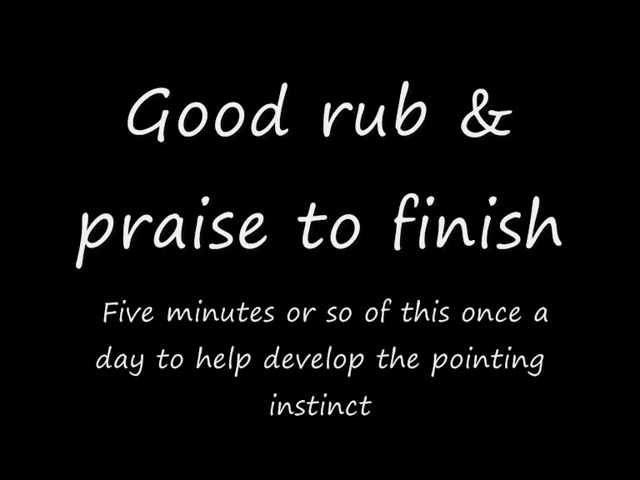 Good rub &
praise to finish
Five minutes or so of this once a
day to help develop the pointing
instinct